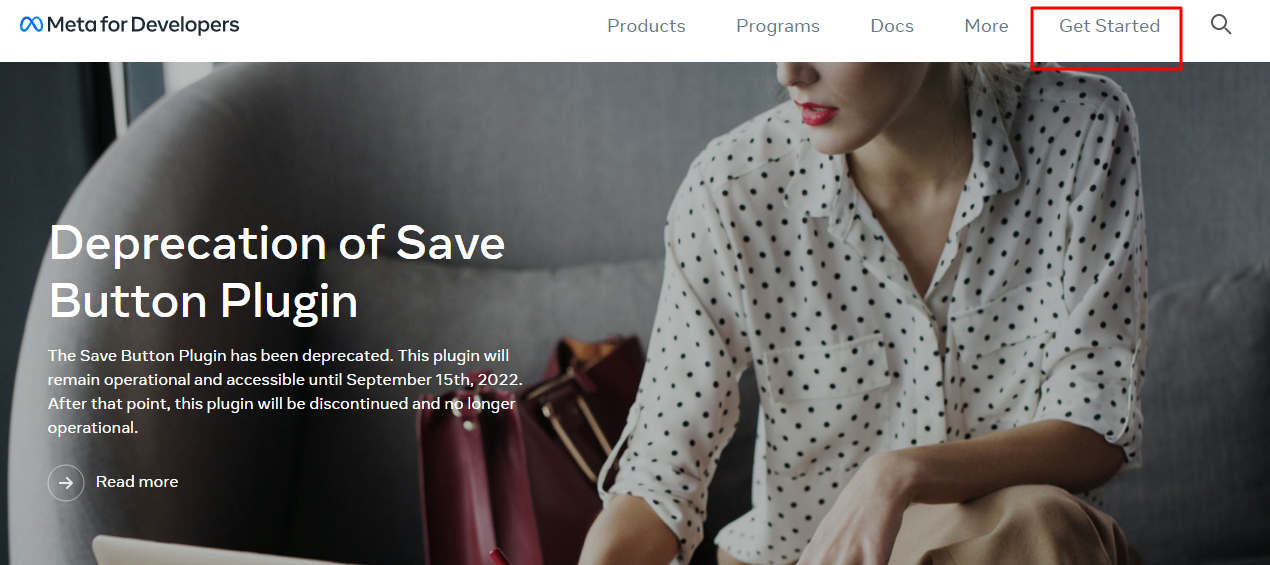 Meta for Developers Products Programs Docs More Get Started
Deprecation of Save
Button Plugin
The Save Button Plugin has been deprecated. This plugin will
remain operational and accessible until September 15th, 2022.
After that point, this plugin will be discontinued and no longer
operational.
Read more